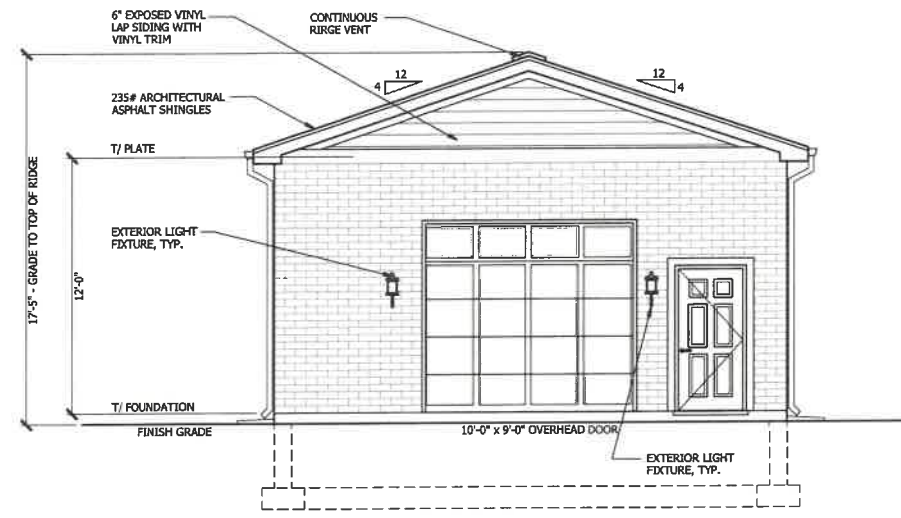 6" EXPOSED VINYL
LAP SIDING WITH
VINYL TRIM
CONTINUOUS
RIRGE VENT
12
4
12
4
235# ARCHITECTURAL
ASPHALT SHINGLES
T/ PLATE
17'-5" - GRADE TO TOP OF RIDGE
12'-0"
EXTERIOR LIGHT
FIXTURE, TYP.
T/ FOUNDATION
FINISH GRADE
10'-0" x 9'-0" OVERHEAD DOOR
EXTERIOR LIGHT
FIXTURE, TYP.